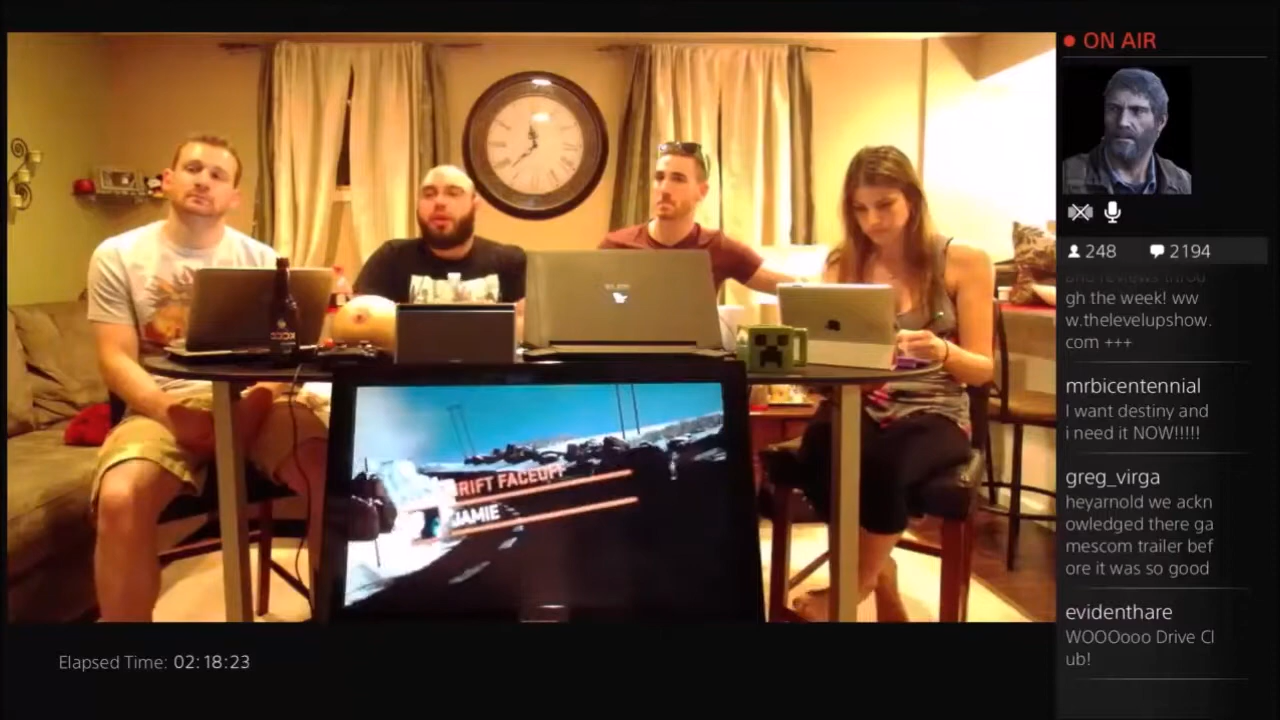 ON AIR
248 2194
gh the week! ww
w.thelevelupshow.
com +++
mrbicentennial
I want destiny and
i need it NOW!!!!!
greg_virga
heyarnold we ackn
owledged there ga
mescom trailer bef
ore it was so good
evidenthare
WOOOooo Drive Cl
ub!
DRIFT FACEOFF
JAMIE
Elapsed Time: 02:18:23